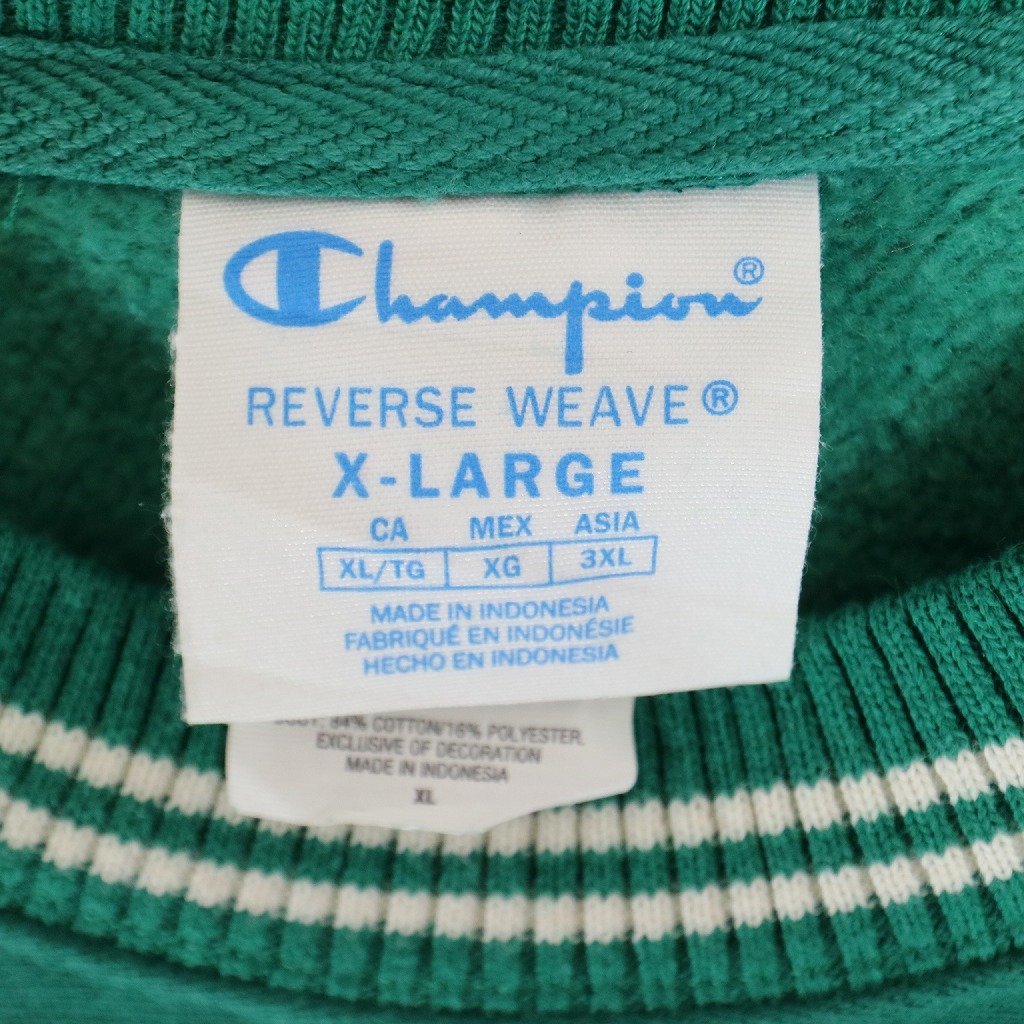 Champion®
REVERSE WEAVE®
X-LARGE
CA MEX ASIA
XL/TG XG 3XL
MADE IN INDONESIA
FABRIQUÉ EN INDONÉSIE
HECHO EN INDONESIA
84% COTTON/16% POLYESTER,
EXCLUSIVE OF DECORATION
MADE IN INDONESIA
XL